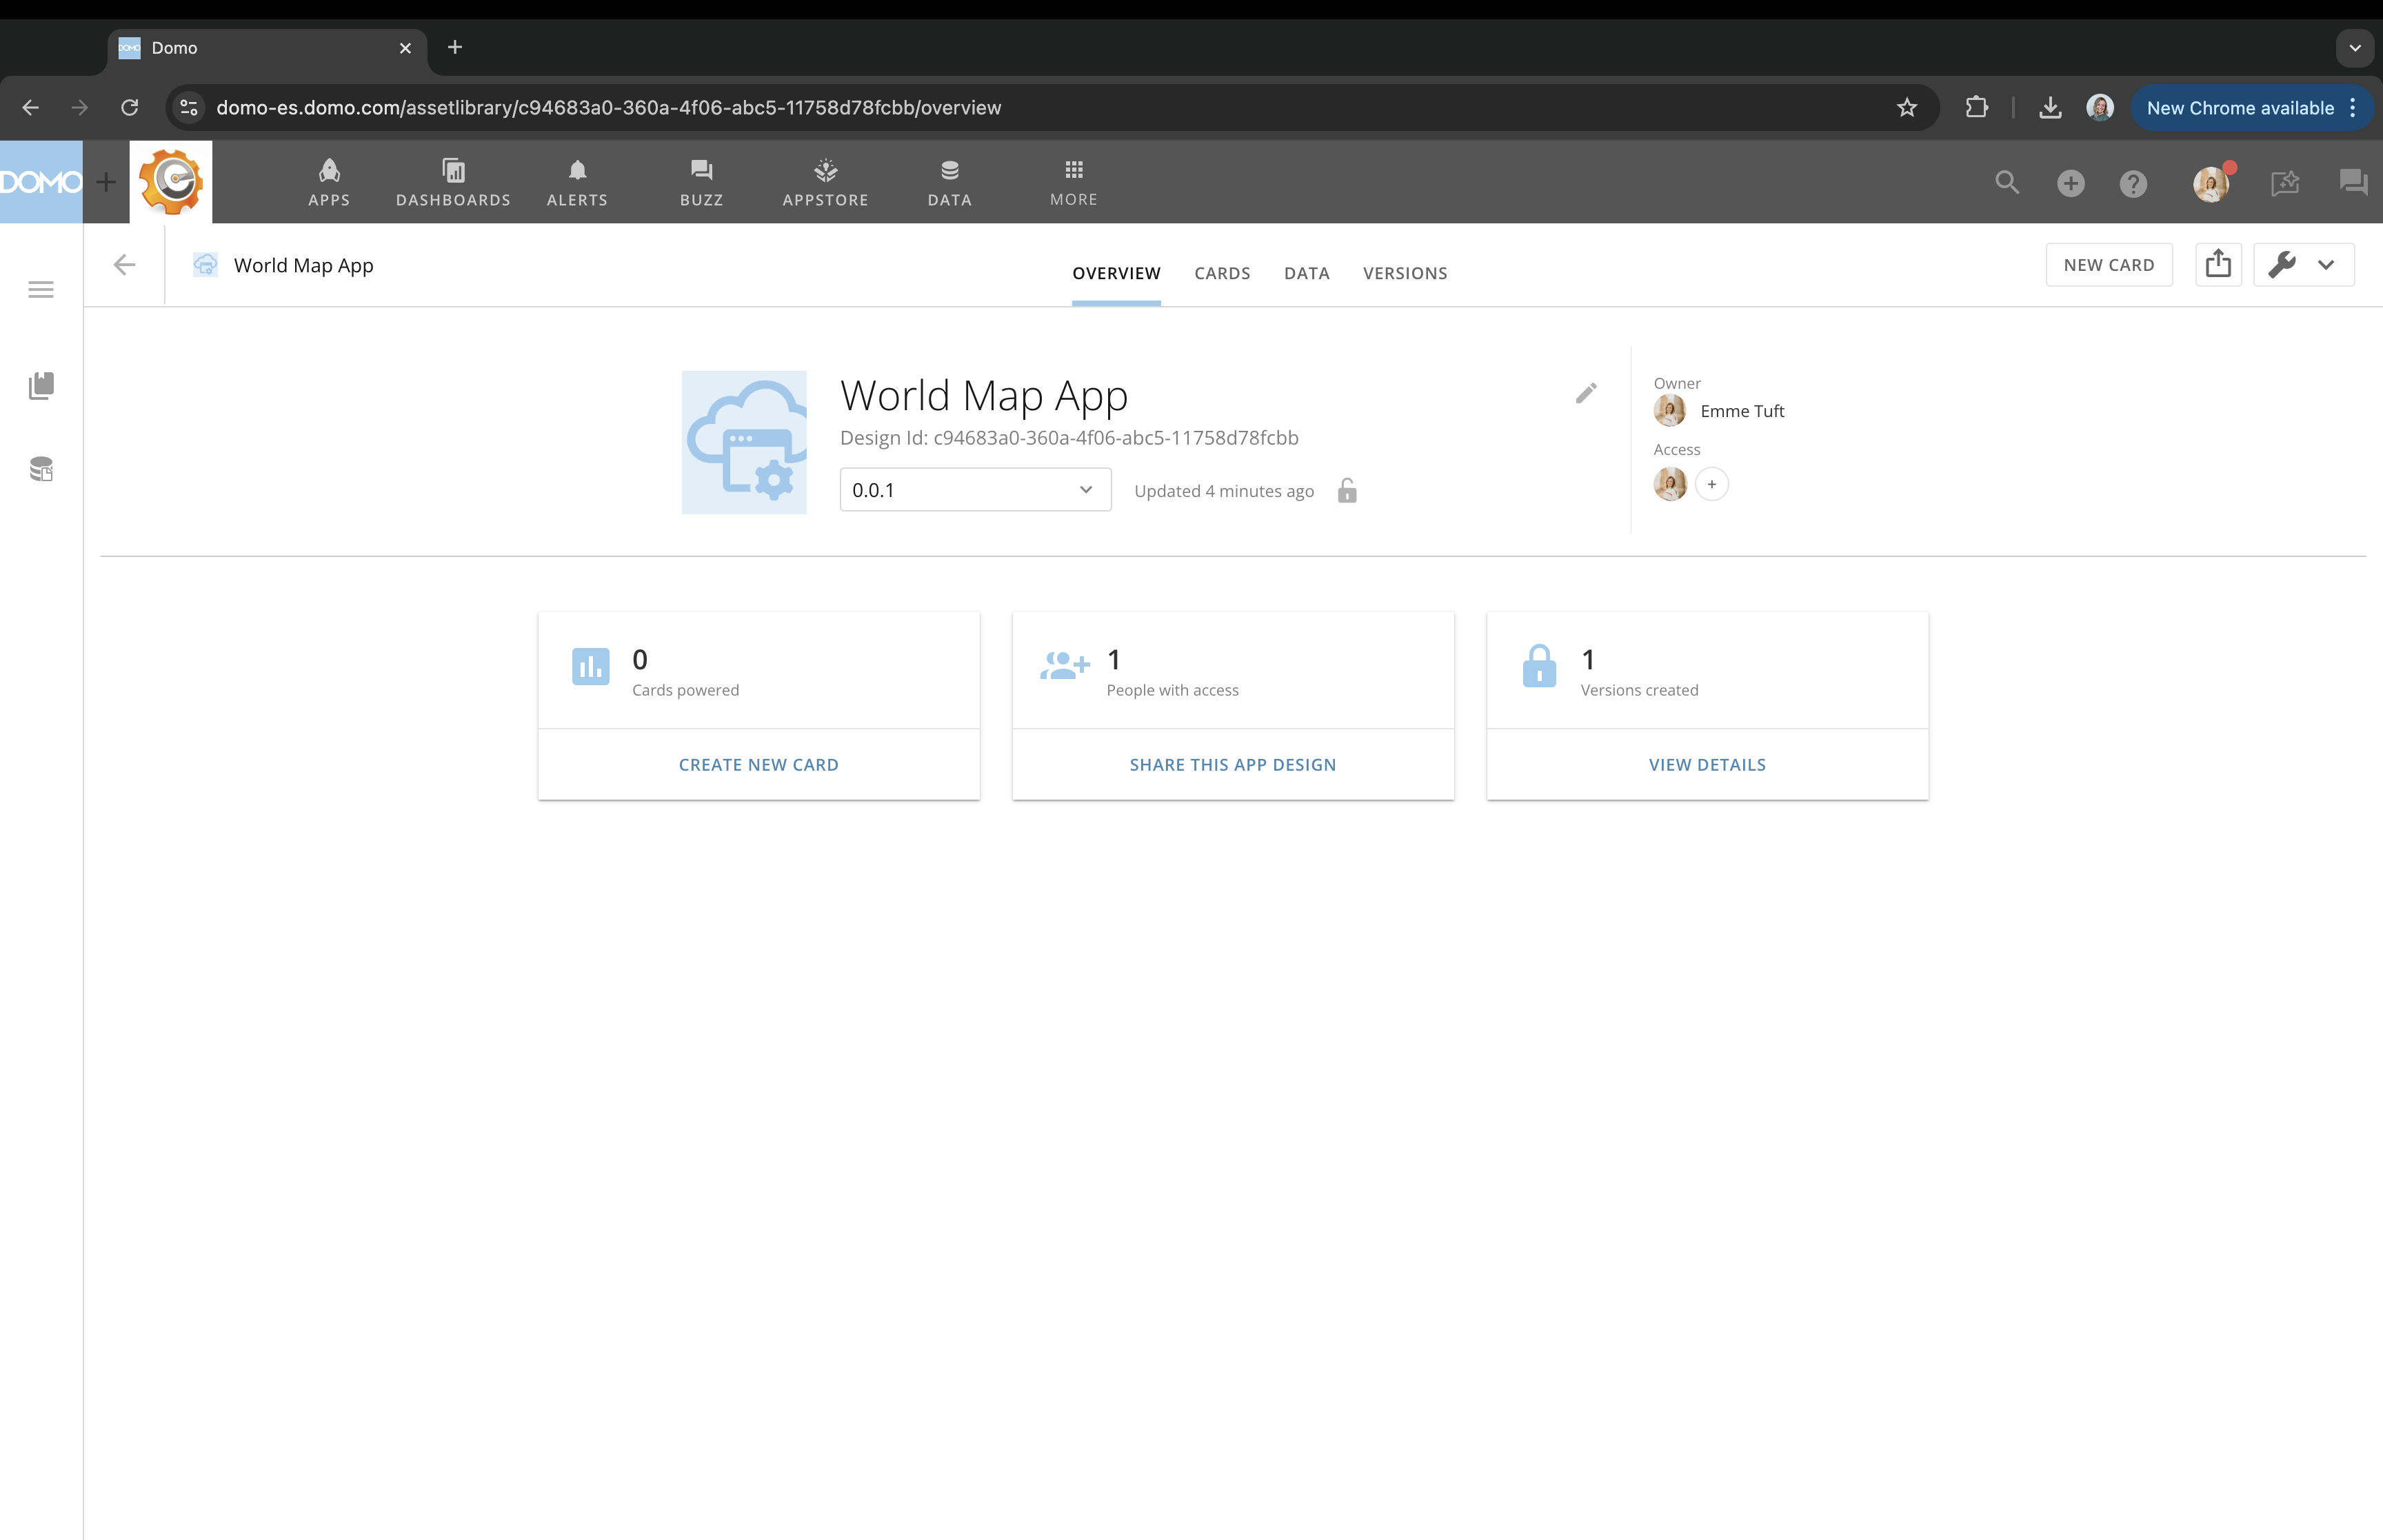 Domo
domo-es.domo.com/assetlibrary/c94683a0-360a-4f06-abc5-11758d78fcbb/overview
New Chrome available
DOMO
APPS
DASHBOARDS
ALERTS
BUZZ
APPSTORE
DATA
MORE
World Map App
OVERVIEW
CARDS
DATA
VERSIONS
NEW CARD
World Map App
Design Id: c94683a0-360a-4f06-abc5-11758d78fcbb
0.0.1
Updated 4 minutes ago
Owner
Emme Tuft
Access
0
Cards powered
CREATE NEW CARD
1
People with access
SHARE THIS APP DESIGN
1
Versions created
VIEW DETAILS